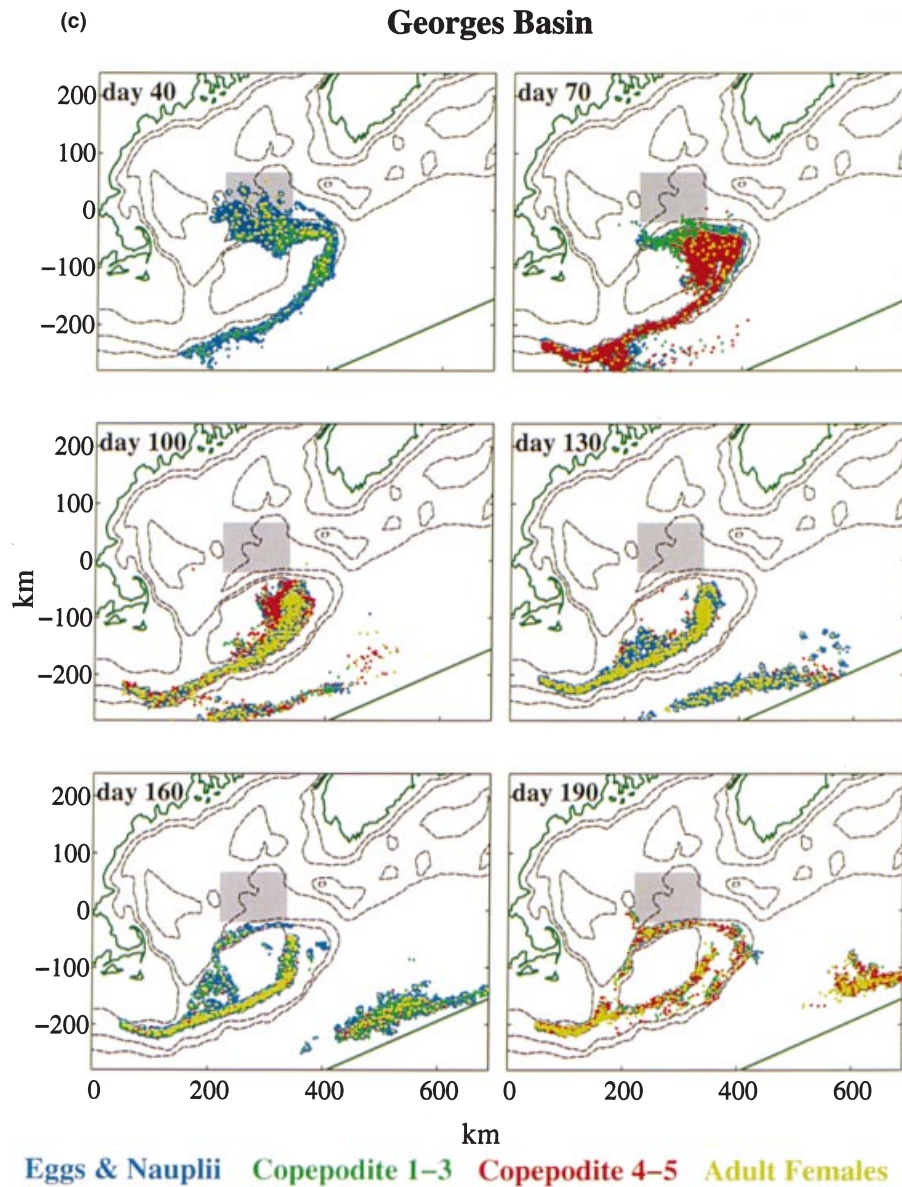 (c)
Georges Basin
day 40
day 70
200
100
0
−100
−200
day 100
day 130
200
100
0
−100
−200
km
day 160
day 190
200
100
0
−100
−200
0 200 400 600
0 200 400 600
km
Eggs & Nauplii Copepodite 1–3 Copepodite 4–5 Adult Females